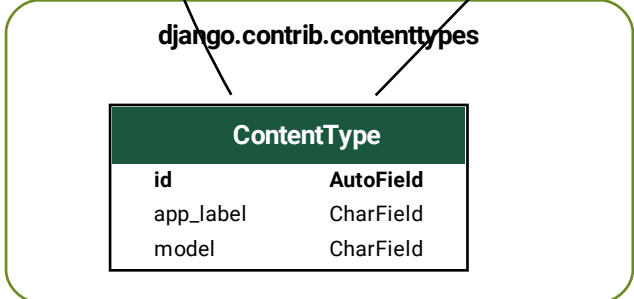 django.contrib.contenttypes
ContentType
id AutoField
app_label CharField
model CharField